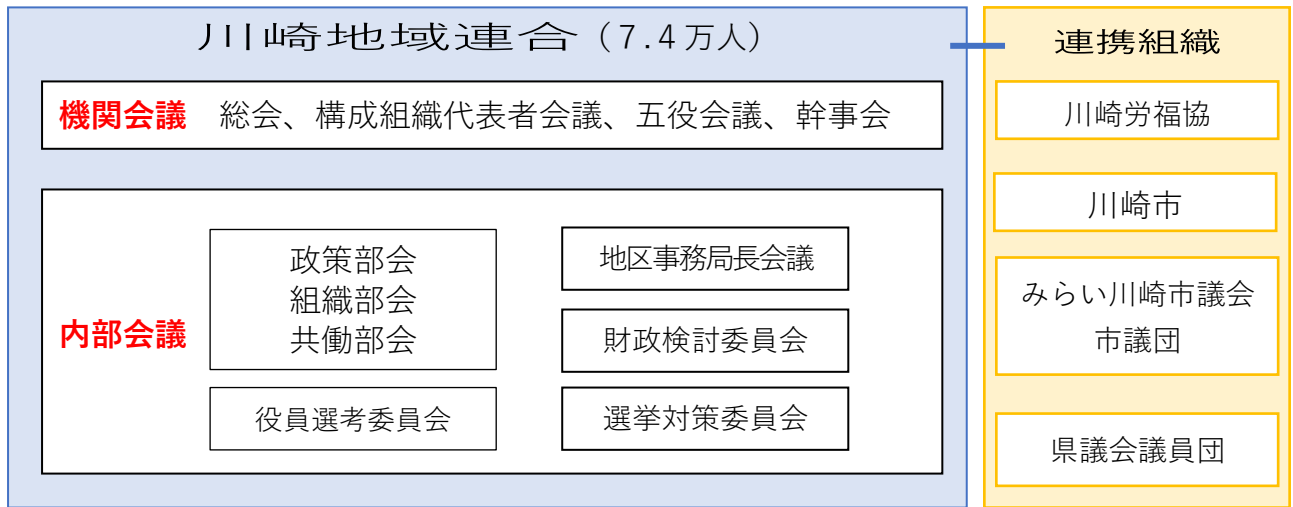 川崎地域連合（7.4万人）
機関会議 総会、構成組織代表者会議、五役会議、幹事会
内部会議
政策部会
組織部会
共働部会
役員選考委員会
地区事務局長会議
財政検討委員会
選挙対策委員会
連携組織
川崎労福協
川崎市
みらい川崎市議会
市議団
県議会議員団